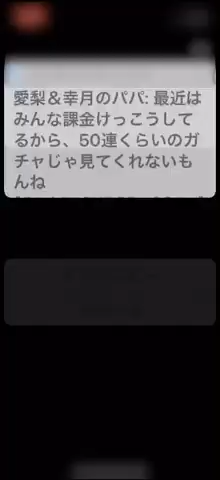 愛梨&幸月のパパ: 最近は
みんな課金けっこうして
るから、50連くらいのガ
チャじゃ見てくれないも
んね